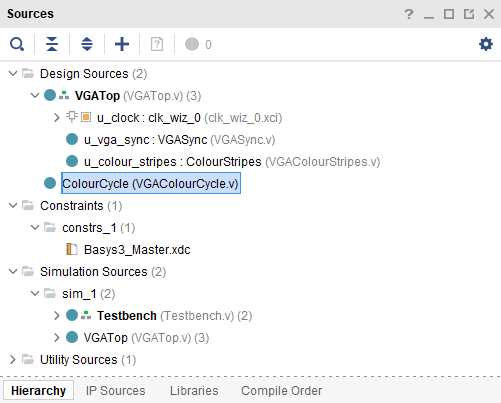 Sources
0
Design Sources (2)
VGATop (VGATop.v) (3)
u_clock : clk_wiz_0 (clk_wiz_0.xci)
u_vga_sync : VGASync (VGASync.v)
u_colour_stripes : ColourStripes (VGAColourStripes.v)
ColourCycle (VGAColourCycle.v)
Constraints (1)
constrs_1 (1)
Basys3_Master.xdc
Simulation Sources (2)
sim_1 (2)
Testbench (Testbench.v) (2)
VGATop (VGATop.v) (3)
Utility Sources (1)
Hierarchy IP Sources Libraries Compile Order